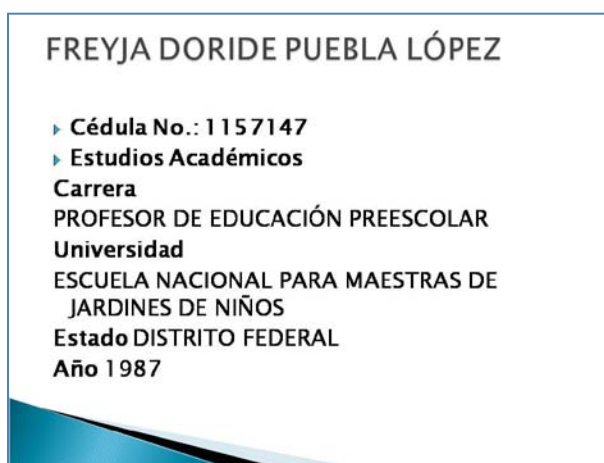 FREYJA DORIDE PUEBLA LÓPEZ
Cédula No.: 1157147
Estudios Académicos
Carrera
PROFESOR DE EDUCACIÓN PREESCOLAR
Universidad
ESCUELA NACIONAL PARA MAESTRAS DE
JARDINES DE NIÑOS
Estado DISTRITO FEDERAL
Año 1987